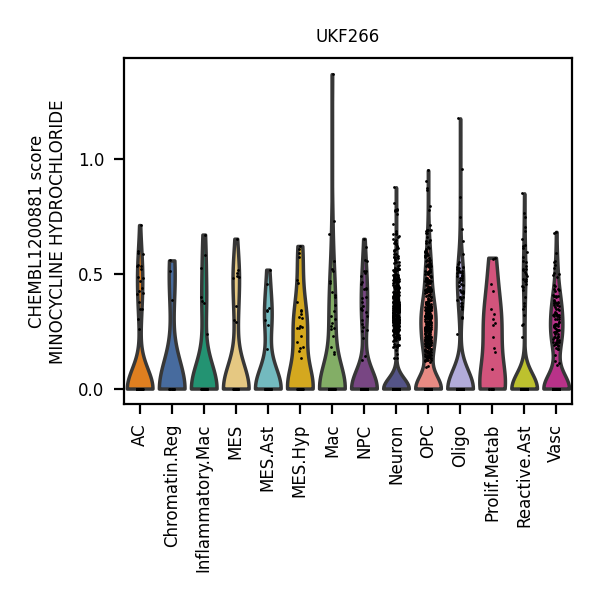 UKF266
CHEMBL1200881 score
MINOCYCLINE HYDROCHLORIDE
1.0
0.5
0.0
AC
Chromatin.Reg
Inflammatory.Mac
MES
MES.Ast
MES.Hyp
Mac
NPC
Neuron
OPC
Oligo
Prolif.Metab
Reactive.Ast
Vasc